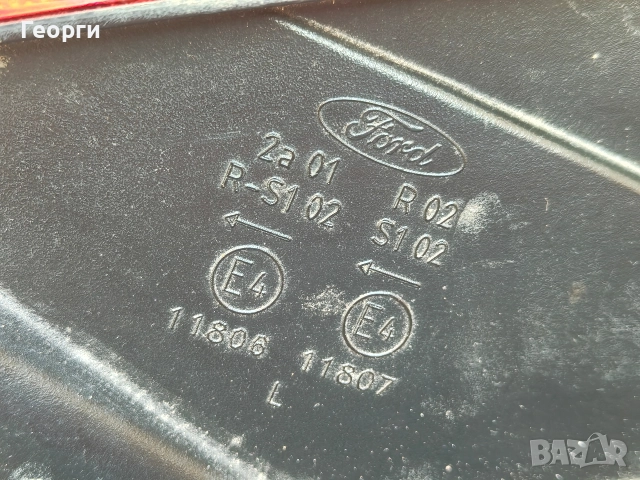 Георги
Ford
2a 01
R-S1 02
E4
11806
R 02
S1 02
E4
11807
L
BAZAR